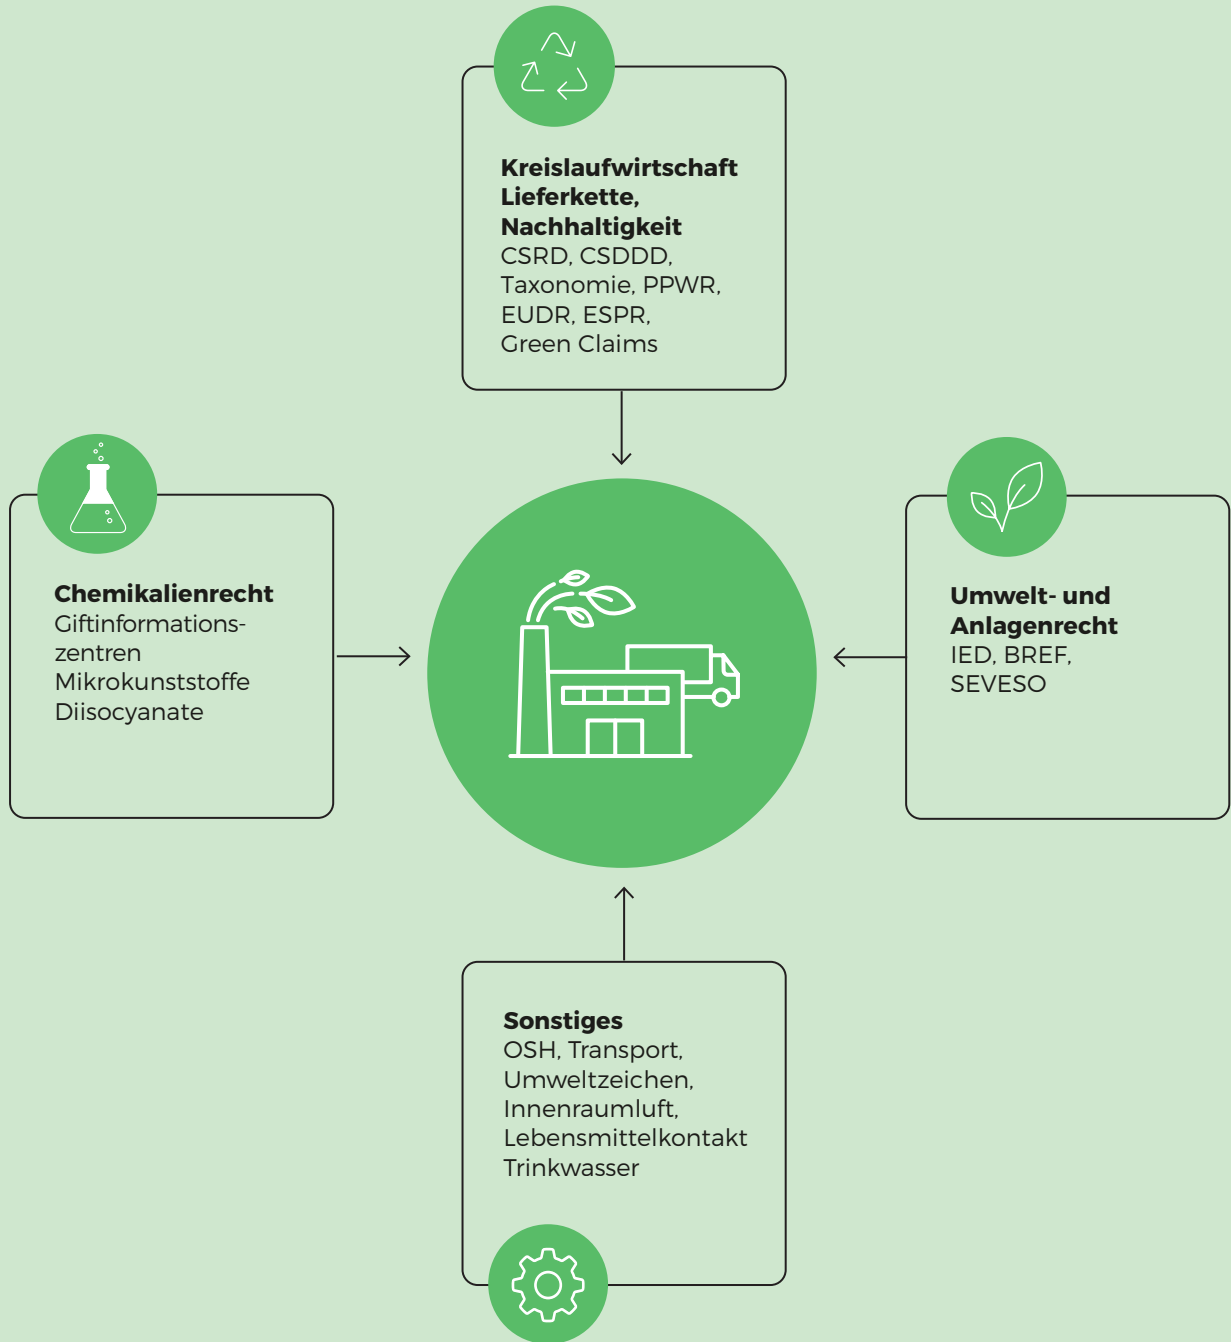 Kreislaufwirtschaft
Lieferkette,
Nachhaltigkeit
CSRD, CSDDD,
Taxonomie, PPWR,
EUDR, ESPR,
Green Claims
Chemikalienrecht
Giftinformations-
zentren
Mikrokunststoffe
Diisocyanate
Umwelt- und
Anlagenrecht
IED, BREF,
SEVESO
Sonstiges
OSH, Transport,
Umweltzeichen,
Innenraumluft,
Lebensmittelkontakt
Trinkwasser